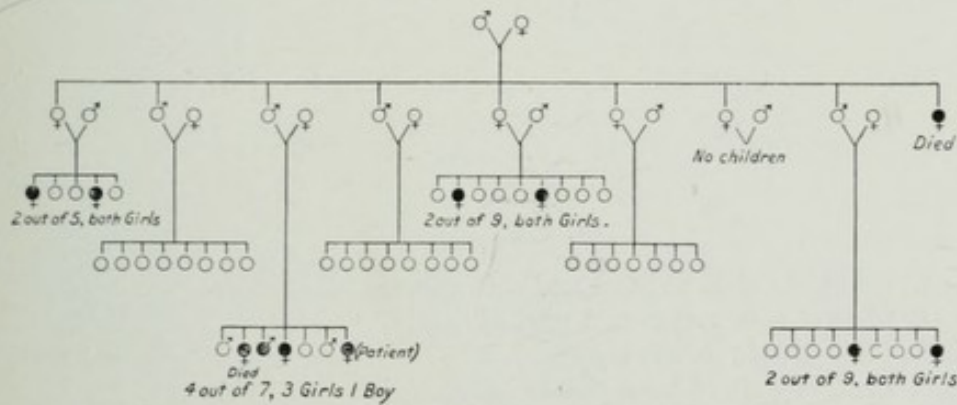 Died
No children
2 out of 5, both Girls
2 out of 9, both Girls.
(Patient)
Died
4 out of 7, 3 Girls 1 Boy
2 out of 9, both Girls